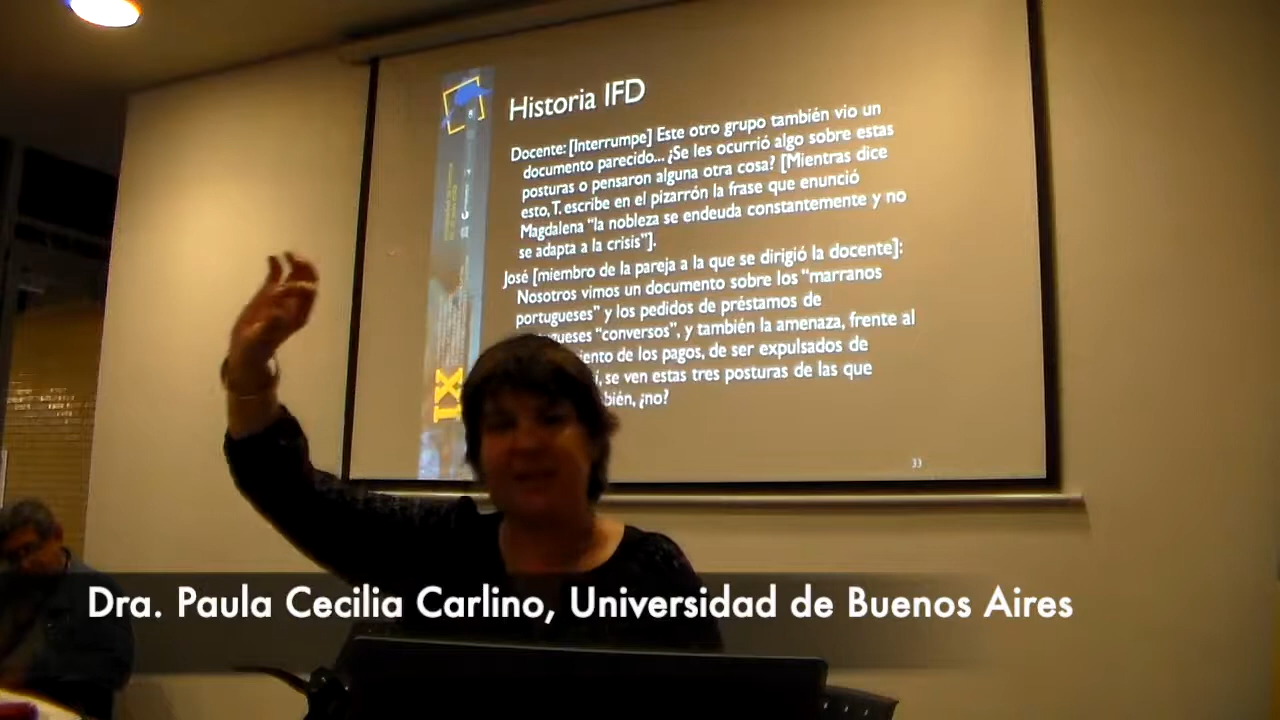 Historia IFD
Docente: [Interrumpe] Este otro grupo también vio un
documento parecido... ¿Se les ocurrió algo sobre estas
posturas o pensaron alguna otra cosa? [Mientras dice
esto, T. escribe en el pizarrón la frase que enunció
Magdalena "la nobleza se endeuda constantemente y no
se adapta a la crisis"].
José [miembro de la pareja a la que se dirigió la docente]:
Nosotros vimos un documento sobre los "marranos
portugueses" y los pedidos de préstamos de
"conversos", y también la amenaza, frente al
de los pagos, de ser expulsados de
se ven estas tres posturas de las que
¿no?
33
XI
Dra. Paula Cecilia Carlino, Universidad de Buenos Aires